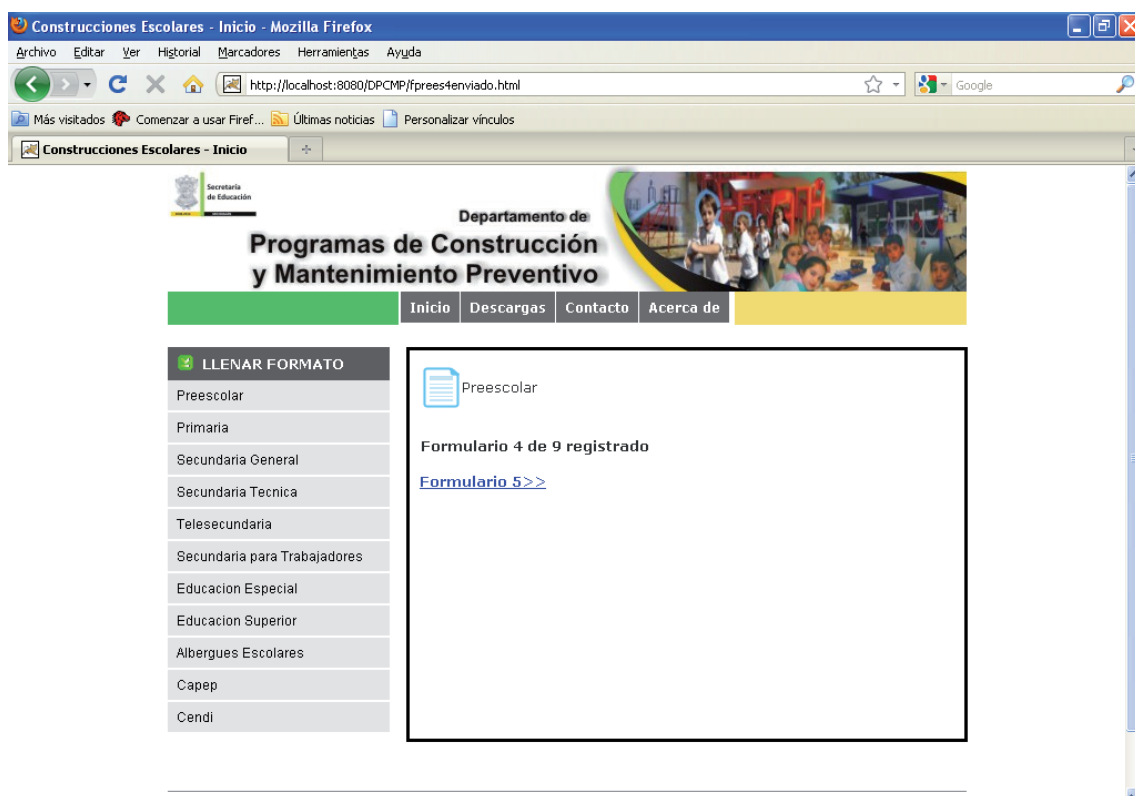 Construcciones Escolares - Inicio - Mozilla Firefox
Archivo Editar Ver Historial Marcadores Herramientas Ayuda
http://localhost:8080/DPCMP/fprees4enviado.html
Google
Más visitados Comenzar a usar Firef... Últimas noticias Personalizar vínculos
Construcciones Escolares - Inicio
Secretaría
de Educación
Departamento de
Programas de Construcción
y Mantenimiento Preventivo
Inicio Descargas Contacto Acerca de
LLENAR FORMATO
Preescolar
Primaria
Secundaria General
Secundaria Tecnica
Telesecundaria
Secundaria para Trabajadores
Educacion Especial
Educacion Superior
Albergues Escolares
Capep
Cendi
Preescolar
Formulario 4 de 9 registrado
Formulario 5>>